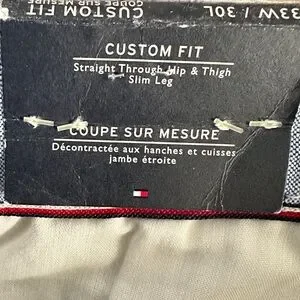 CUSTOM FIT
COUPE SUR MESURE
33W / 30L
CUSTOM FIT
Straight Through Hip & Thigh
Slim Leg
COUPE SUR MESURE
Décontractée aux hanches et cuisses
jambe étroite